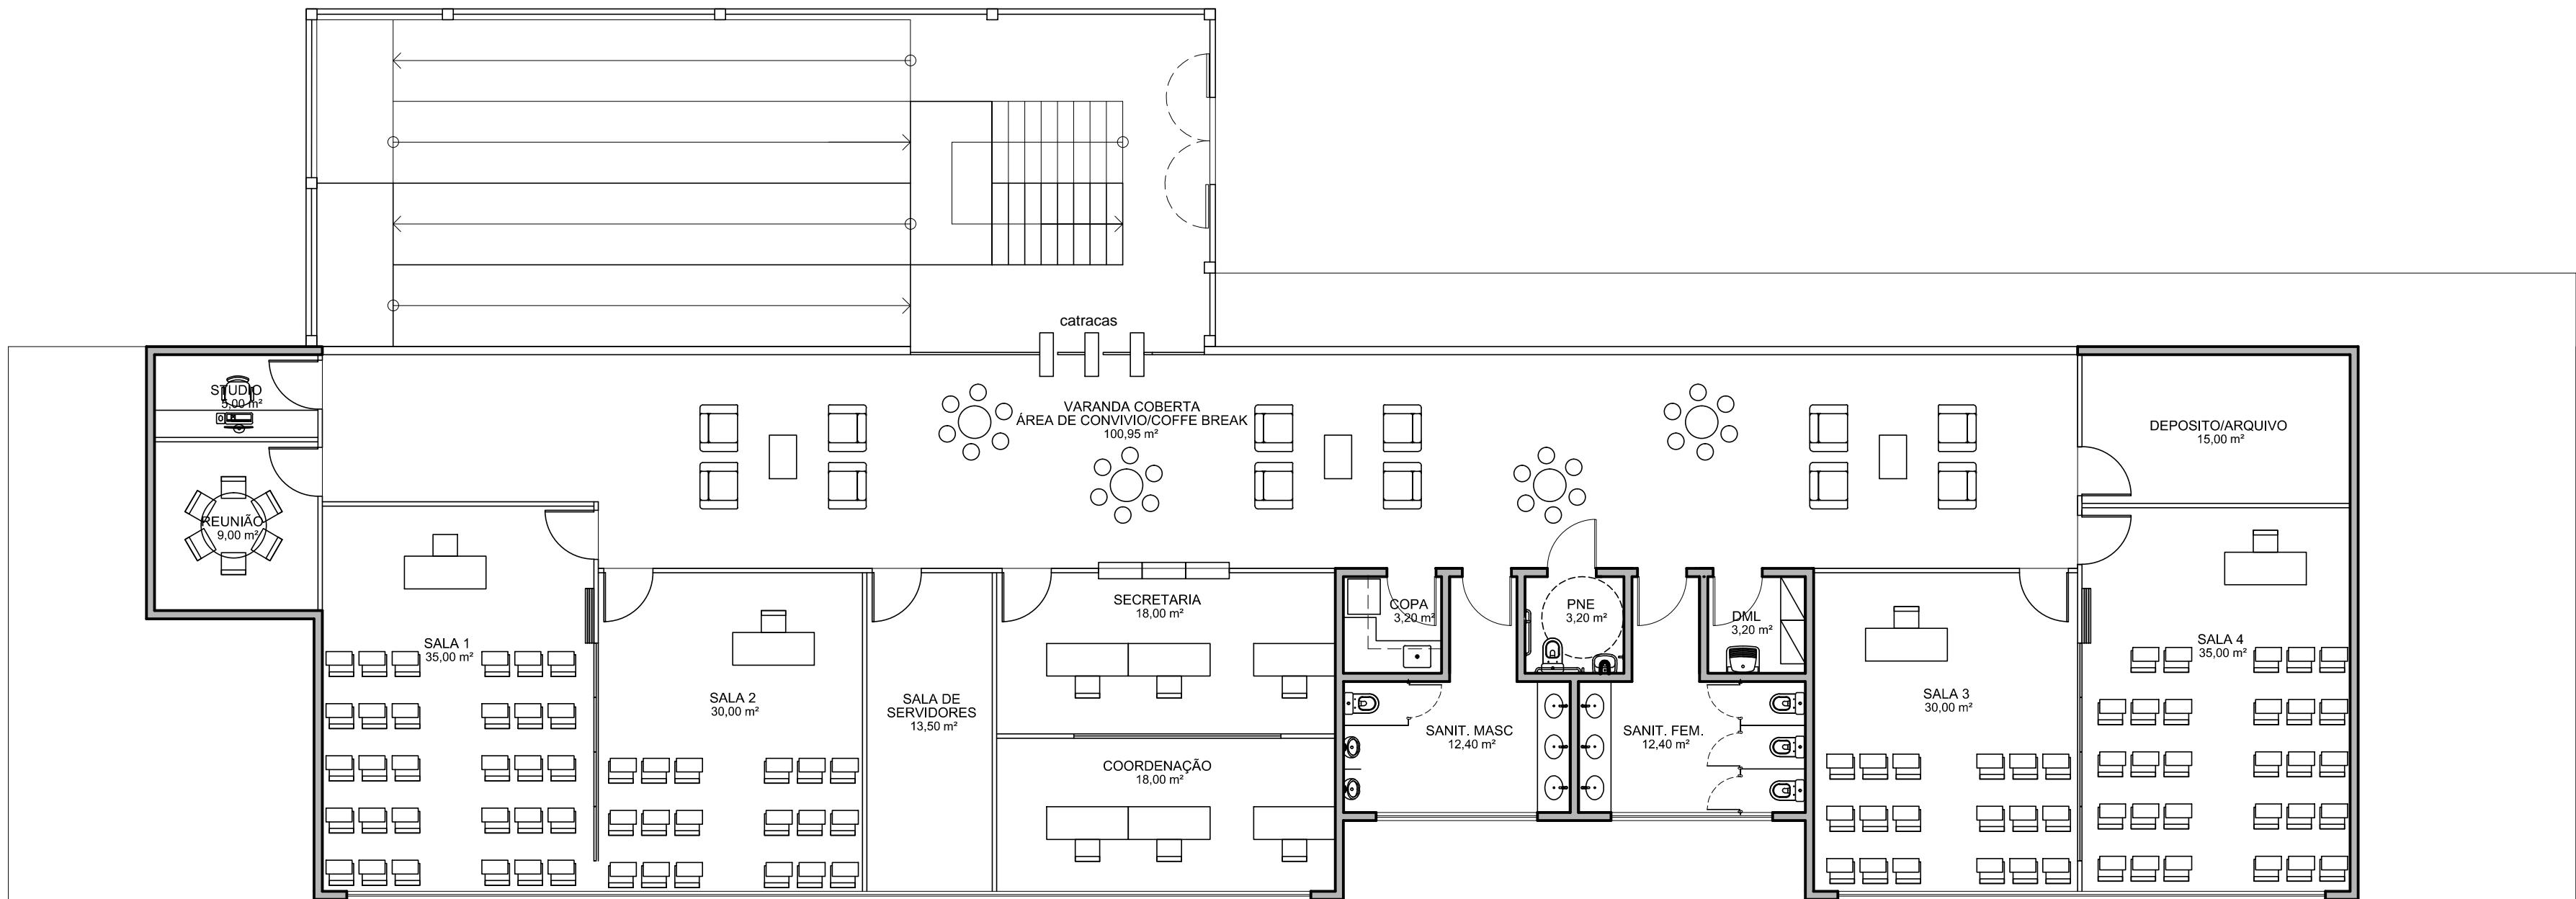 catracas
STUDIO
5,00 m²
VARANDA COBERTA
ÁREA DE CONVIVIO/COFFE BREAK
100,95 m²
DEPOSITO/ARQUIVO
15,00 m²
REUNIÃO
9,00 m²
SECRETARIA
18,00 m²
COPA
3,20 m²
PNE
3,20 m²
DML
3,20 m²
SALA 1
35,00 m²
SALA 4
35,00 m²
SALA 2
30,00 m²
SALA DE
SERVIDORES
13,50 m²
SALA 3
30,00 m²
SANIT. MASC
12,40 m²
SANIT. FEM.
12,40 m²
COORDENAÇÃO
18,00 m²